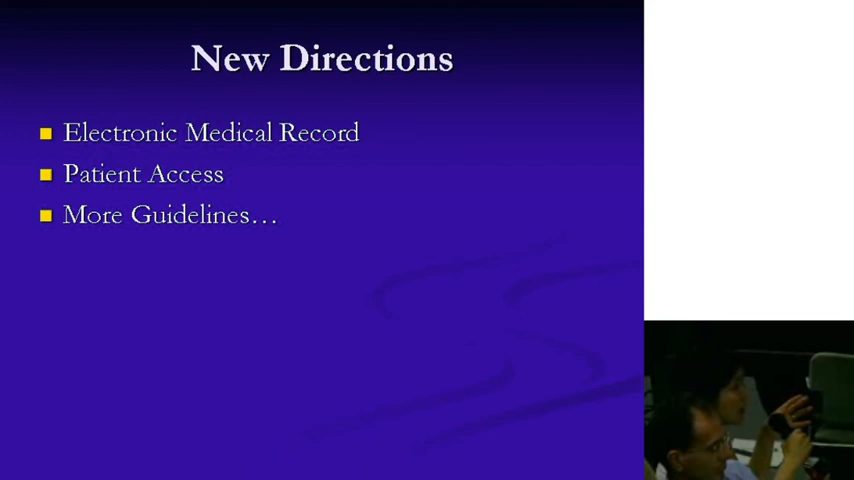 New Directions
Electronic Medical Record
Patient Access
More Guidelines…